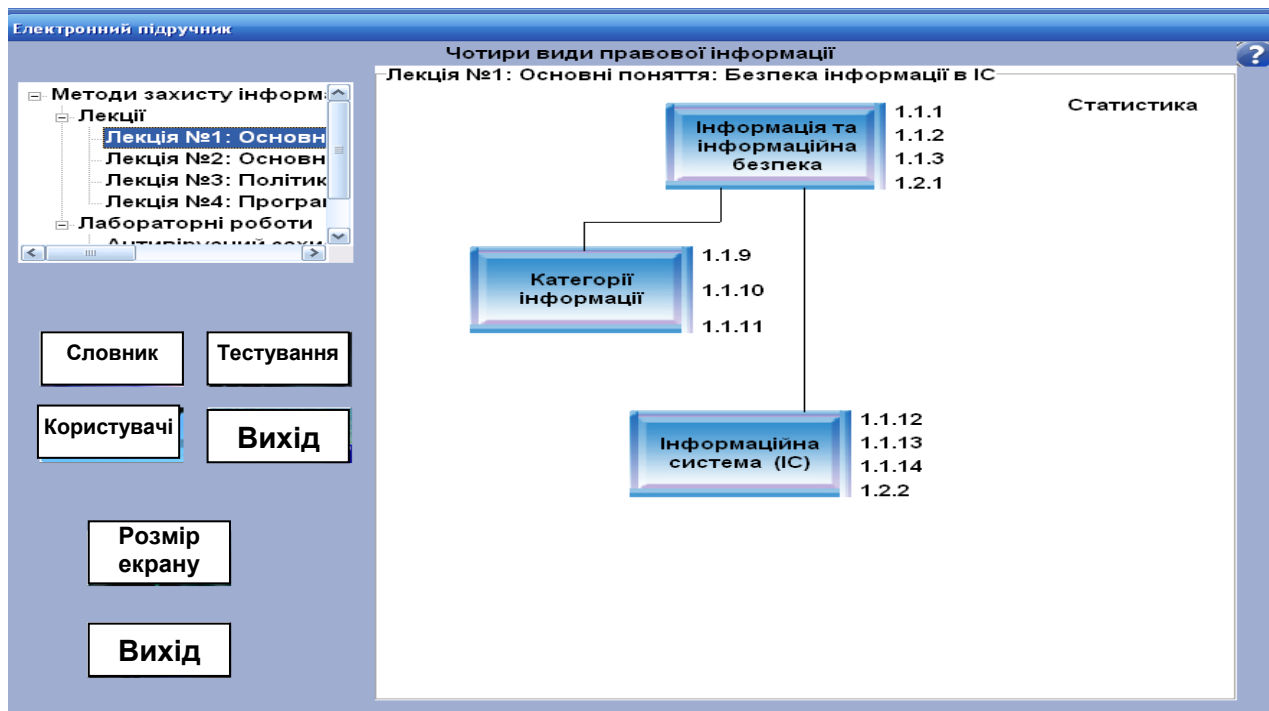 Електронний підручник
Чотири види правової інформації
?
Методи захисту інформ
Лекції
Лекція №1: Основн
Лекція №2: Основн
Лекція №3: Політик
Лекція №4: Програ
Лабораторні роботи
Антивірусний захи
Словник
Тестування
Користувачі
Вихід
Розмір
екрану
Вихід
Лекція №1: Основні поняття: Безпека інформації в ІС
Статистика
Інформація та
інформаційна
безпека
1.1.1
1.1.2
1.1.3
1.2.1
Категорії
інформації
1.1.9
1.1.10
1.1.11
Інформаційна
система (ІС)
1.1.12
1.1.13
1.1.14
1.2.2